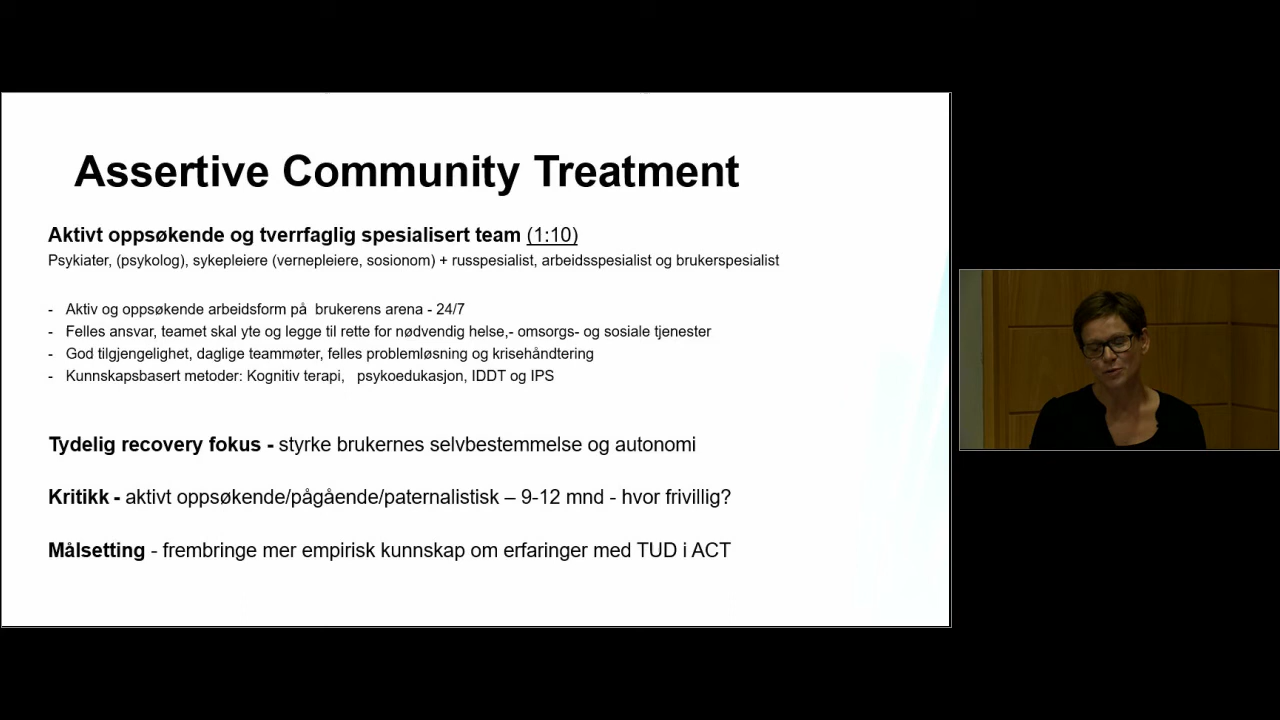 Assertive Community Treatment
Aktivt oppsøkende og tverrfaglig spesialisert team (1:10)
Psykiater, (psykolog), sykepleiere (vernepleiere, sosionom) + russpesialist, arbeidsspesialist og brukerspesialist
- Aktiv og oppsøkende arbeidsform på brukerens arena - 24/7
- Felles ansvar, teamet skal yte og legge til rette for nødvendig helse,- omsorgs- og sosiale tjenester
- God tilgjengelighet, daglige teammøter, felles problemløsning og krisehåndtering
- Kunnskapsbasert metoder: Kognitiv terapi, psykoedukasjon, IDDT og IPS
Tydelig recovery fokus - styrke brukernes selvbestemmelse og autonomi
Kritikk - aktivt oppsøkende/pågående/paternalistisk – 9-12 mnd - hvor frivillig?
Målsetting - frembringe mer empirisk kunnskap om erfaringer med TUD i ACT